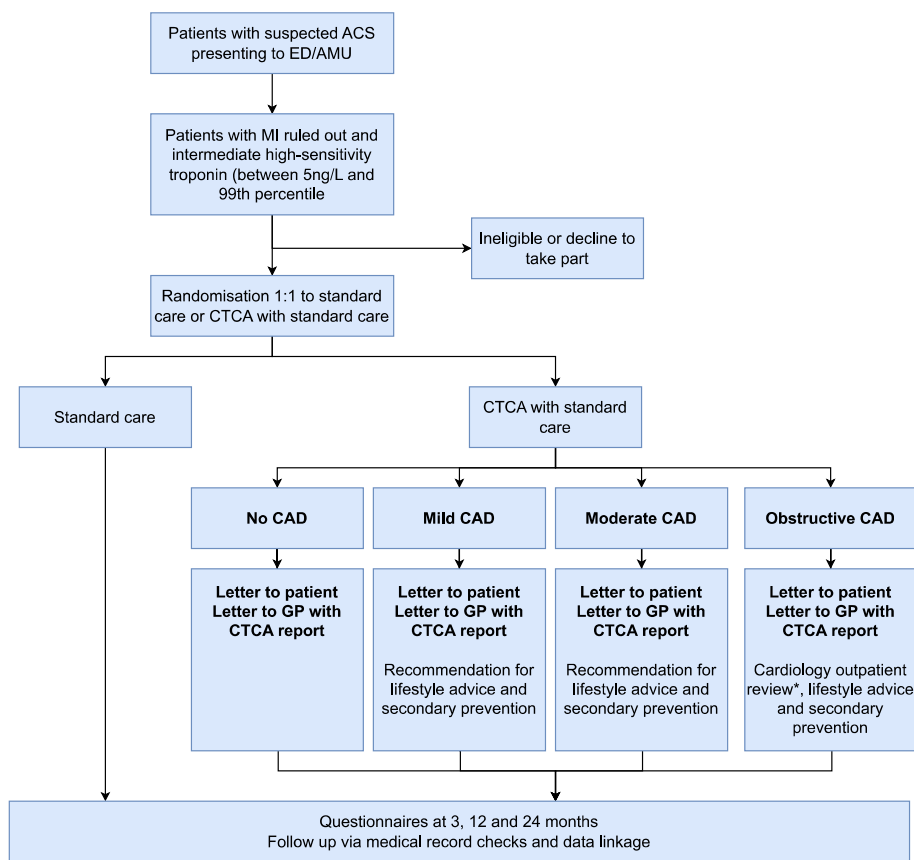 Patients with suspected ACS
presenting to ED/AMU
Patients with MI ruled out and
intermediate high-sensitivity
troponin (between 5ng/L and
99th percentile
Ineligible or decline to
take part
Randomisation 1:1 to standard
care or CTCA with standard care
Standard care
CTCA with standard
care
No CAD
Mild CAD
Moderate CAD
Obstructive CAD
Letter to patient
Letter to GP with
CTCA report
Letter to patient
Letter to GP with
CTCA report
Recommendation for
lifestyle advice and
secondary prevention
Letter to patient
Letter to GP with
CTCA report
Recommendation for
lifestyle advice and
secondary prevention
Letter to patient
Letter to GP with
CTCA report
Cardiology outpatient
review*, lifestyle advice
and secondary
prevention
Questionnaires at 3, 12 and 24 months
Follow up via medical record checks and data linkage